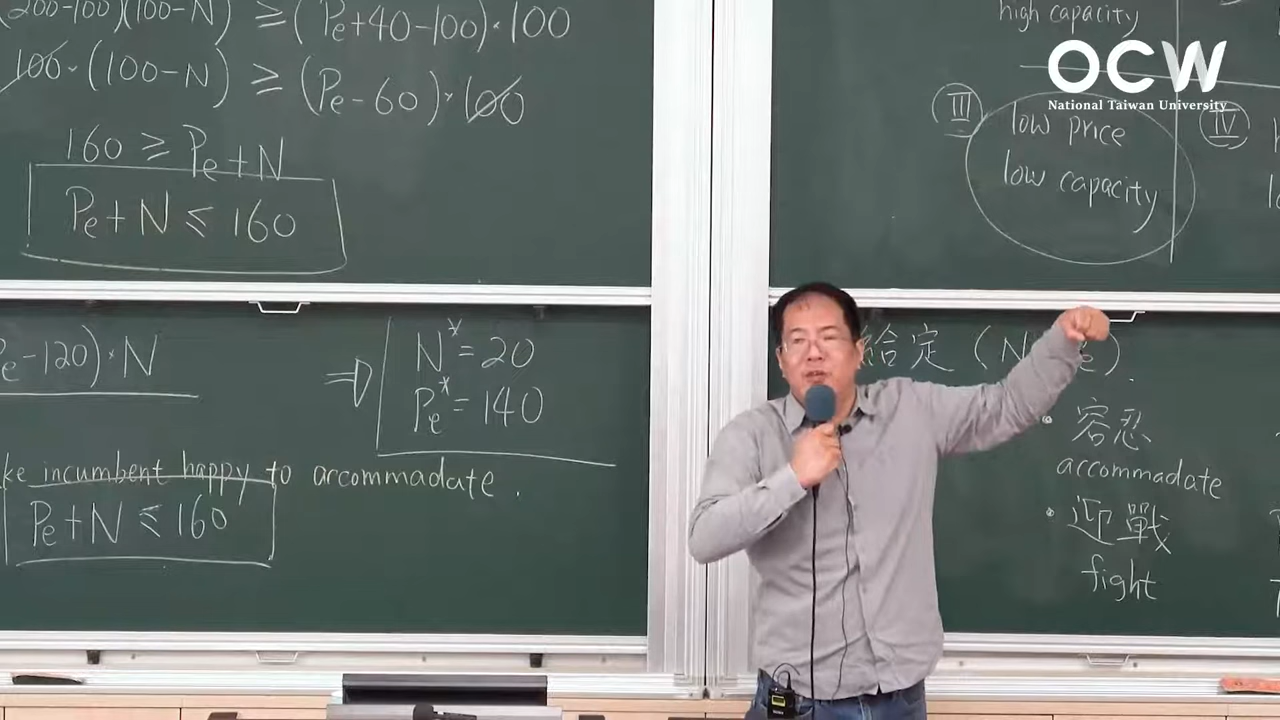 (200-100)(100-N) ≥ (Pe+40-100)·100
100·(100-N) ≥ (Pe-60)·100
160 ≥ Pe+N
Pe+N ≤ 160
e-120)·N
N*=20
Pe*=140
ke incumbent happy to accommadate.
Pe+N ≤ 160
high capacity
OCW
National Taiwan University
III
low price
low capacity
IV
給定 (N e).
容忍
accommadate
迎戰
fight